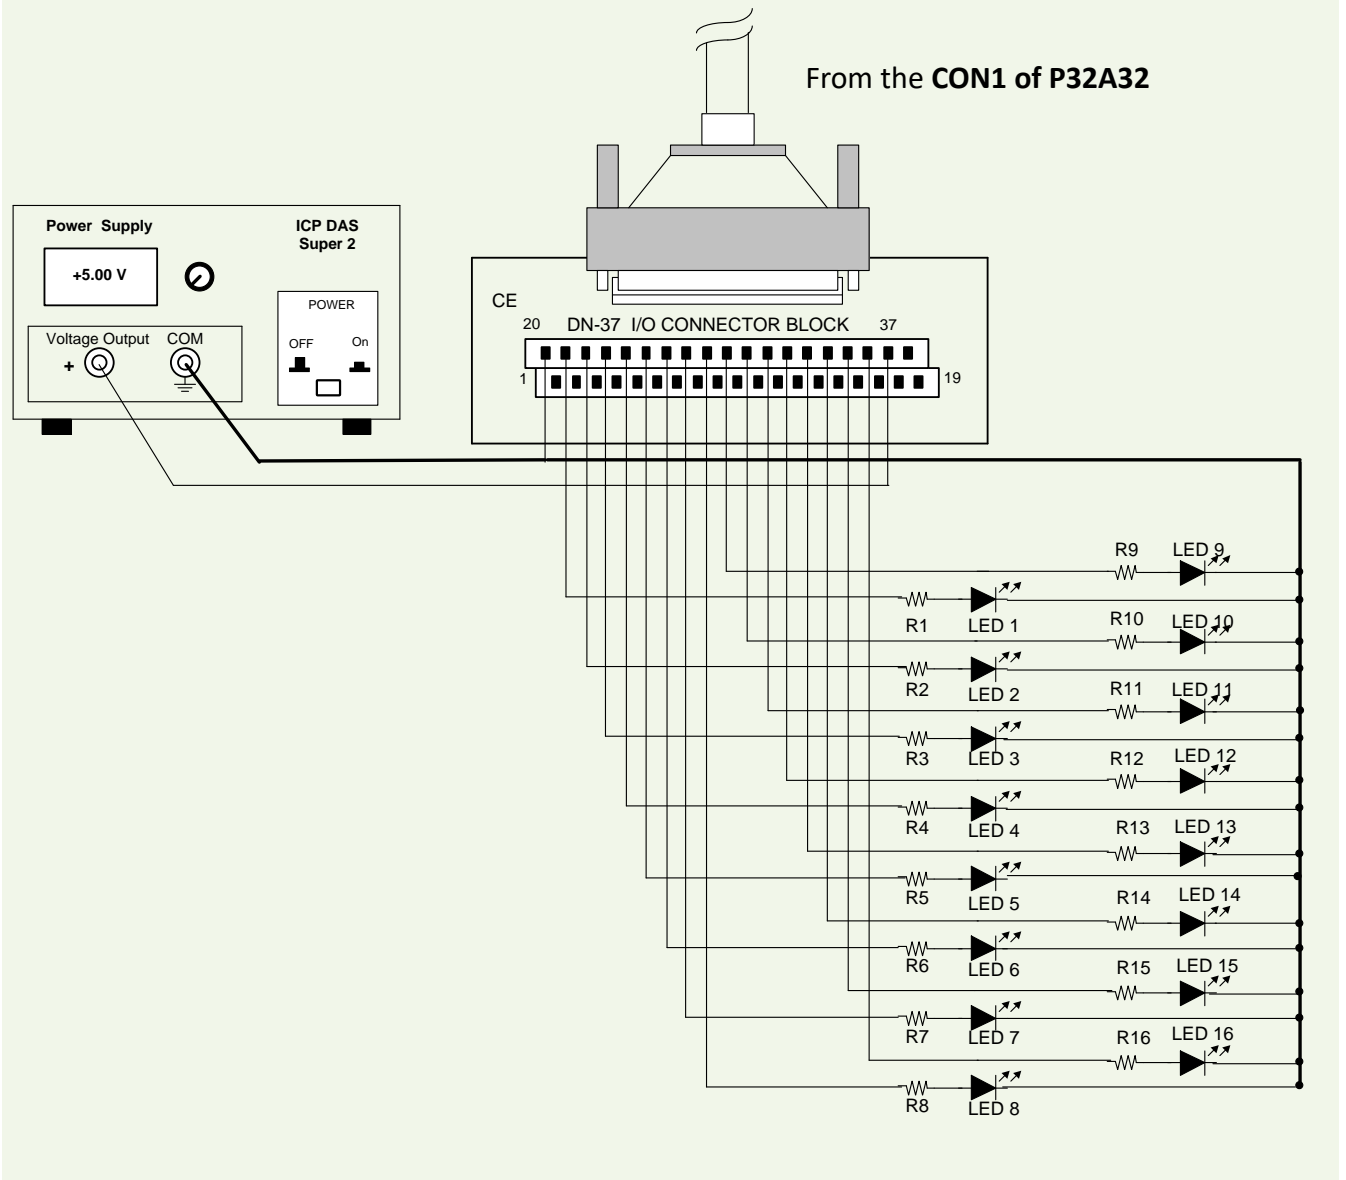 From the CON1 of P32A32
Power Supply
ICP DAS
Super 2
+5.00 V
POWER
OFF
On
Voltage Output
COM
+
CE
20
DN-37 I/O CONNECTOR BLOCK
37
1
19
R9
LED 9
R1
LED 1
R10
LED 10
R2
LED 2
R11
LED 11
R3
LED 3
R12
LED 12
R4
LED 4
R13
LED 13
R5
LED 5
R14
LED 14
R6
LED 6
R15
LED 15
R7
LED 7
R16
LED 16
R8
LED 8